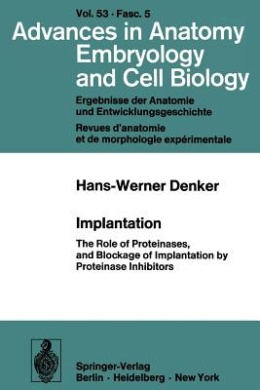 Vol. 53 · Fasc. 5
Advances in Anatomy
Embryology
and Cell Biology
Ergebnisse der Anatomie
und Entwicklungsgeschichte
Revues d'anatomie
et de morphologie expérimentale
Hans-Werner Denker
Implantation
The Role of Proteinases,
and Blockage of Implantation by
Proteinase Inhibitors
Springer-Verlag
Berlin · Heidelberg · New York